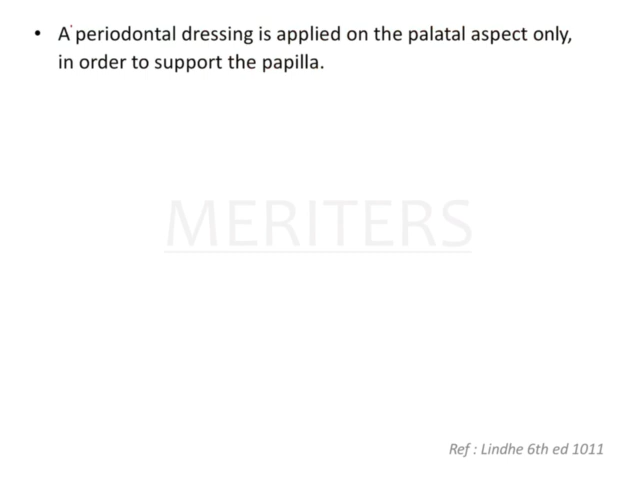 • A periodontal dressing is applied on the palatal aspect only,
in order to support the papilla.
MERITERS
Ref : Lindhe 6th ed 1011